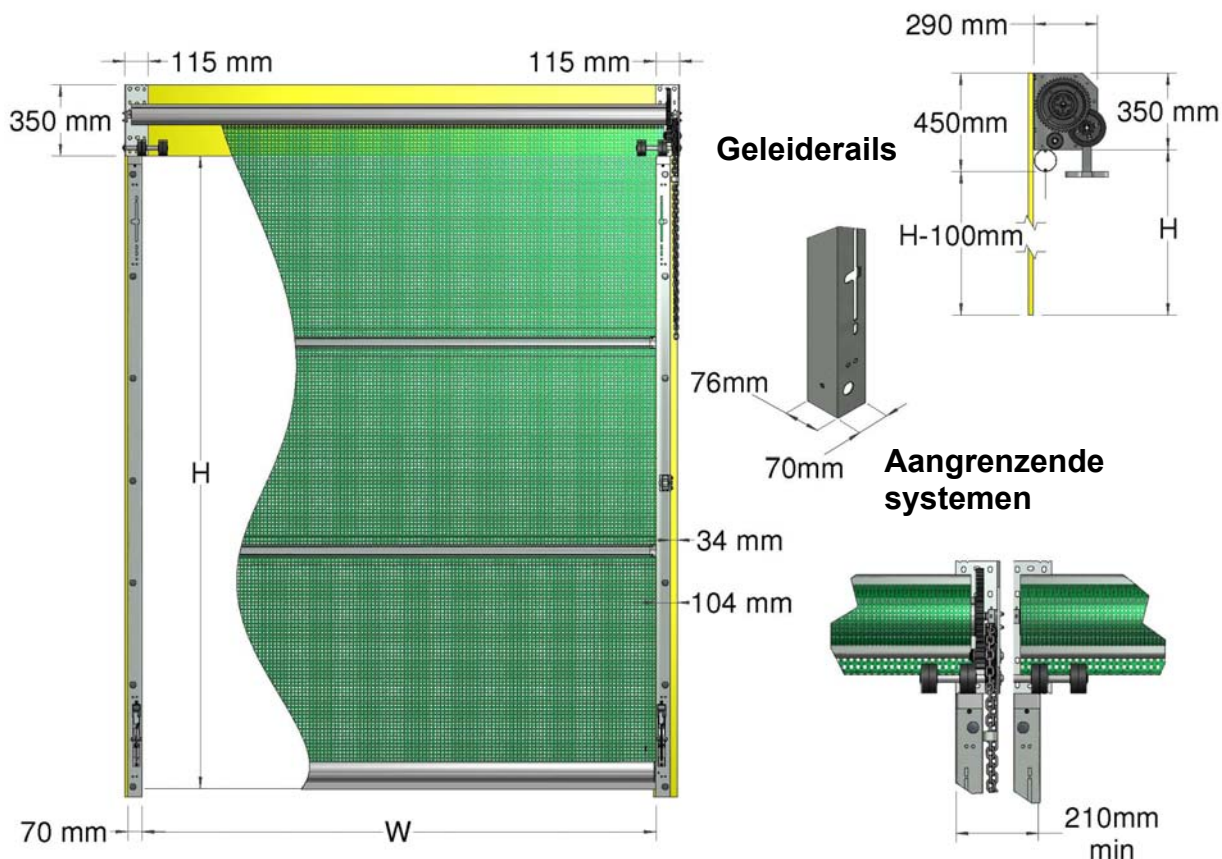 115 mm
115 mm
350 mm
H
34 mm
104 mm
70 mm
W
Geleiderails
76mm
70mm
290 mm
450mm
350 mm
H-100mm
H
Aangrenzende
systemen
210mm
min